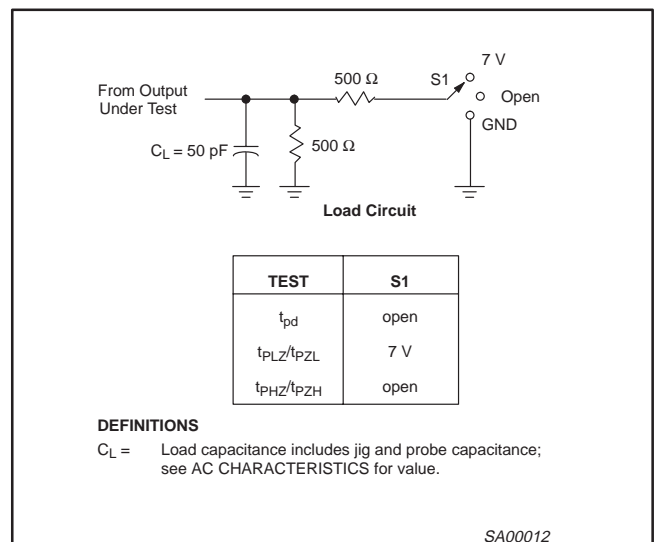 7 V
500 Ω
S1
Open
From Output
Under Test
GND
C_L = 50 pF
500 Ω
Load Circuit
TEST S1
t_pd open
t_PLZ/t_PZL 7 V
t_PHZ/t_PZH open
DEFINITIONS
C_L = Load capacitance includes jig and probe capacitance;
see AC CHARACTERISTICS for value.
SA00012